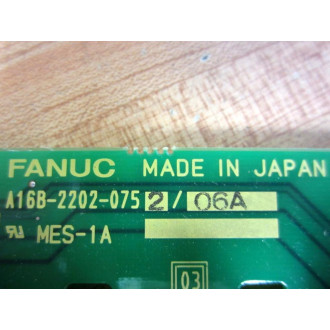 FANUC MADE IN JAPAN
A16B-2202-0752/06A
MES-1A
03